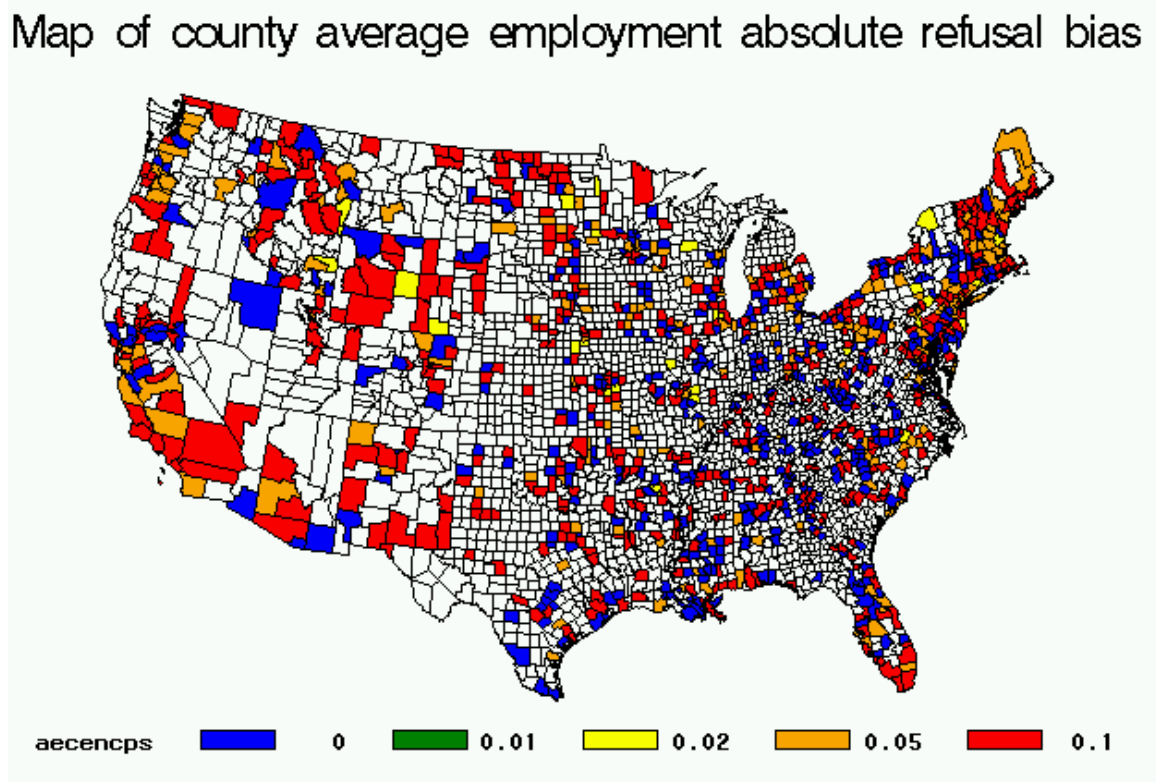 Map of county average employment absolute refusal bias
aecencps 0 0.01 0.02 0.05 0.1